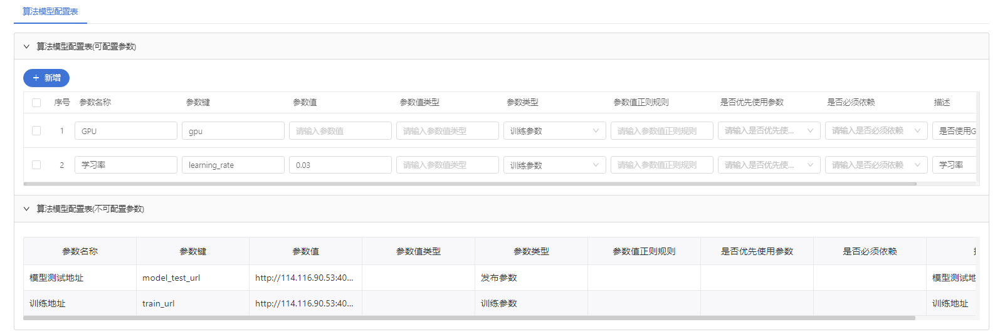 算法模型配置表
算法模型配置表(可配置参数)
+ 新增
序号 参数名称 参数键 参数值 参数值类型 参数类型 参数值正则规则 是否优先使用参数 是否必须依赖 描述
1 GPU gpu 请输入参数值 请输入参数值类型 训练参数 请输入参数值正则规则 请输入是否优先使... 请输入是否必须依赖 是否使用G
2 学习率 learning_rate 0.03 请输入参数值类型 训练参数 请输入参数值正则规则 请输入是否优先使... 请输入是否必须依赖 学习率
算法模型配置表(不可配置参数)
参数名称 参数键 参数值 参数值类型 参数类型 参数值正则规则 是否优先使用参数 是否必须依赖
模型测试地址 model_test_url http://114.116.90.53:40... 发布参数 模型测试地
训练地址 train_url http://114.116.90.53:40... 训练参数 训练地址